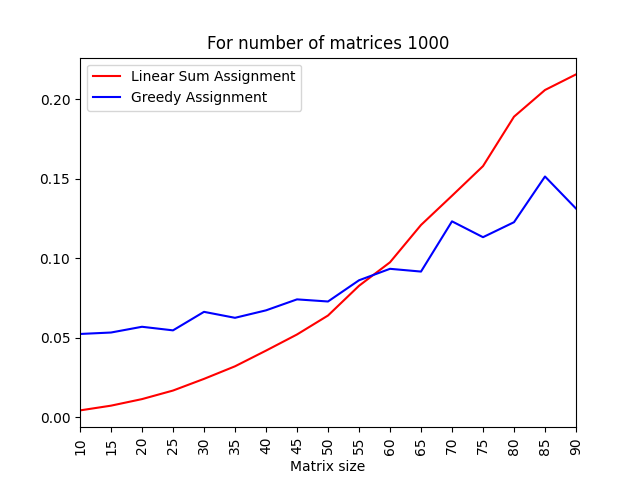 For number of matrices 1000
Linear Sum Assignment
Greedy Assignment
0.20
0.15
0.10
0.05
0.00
10 15 20 25 30 35 40 45 50 55 60 65 70 75 80 85 90
Matrix size